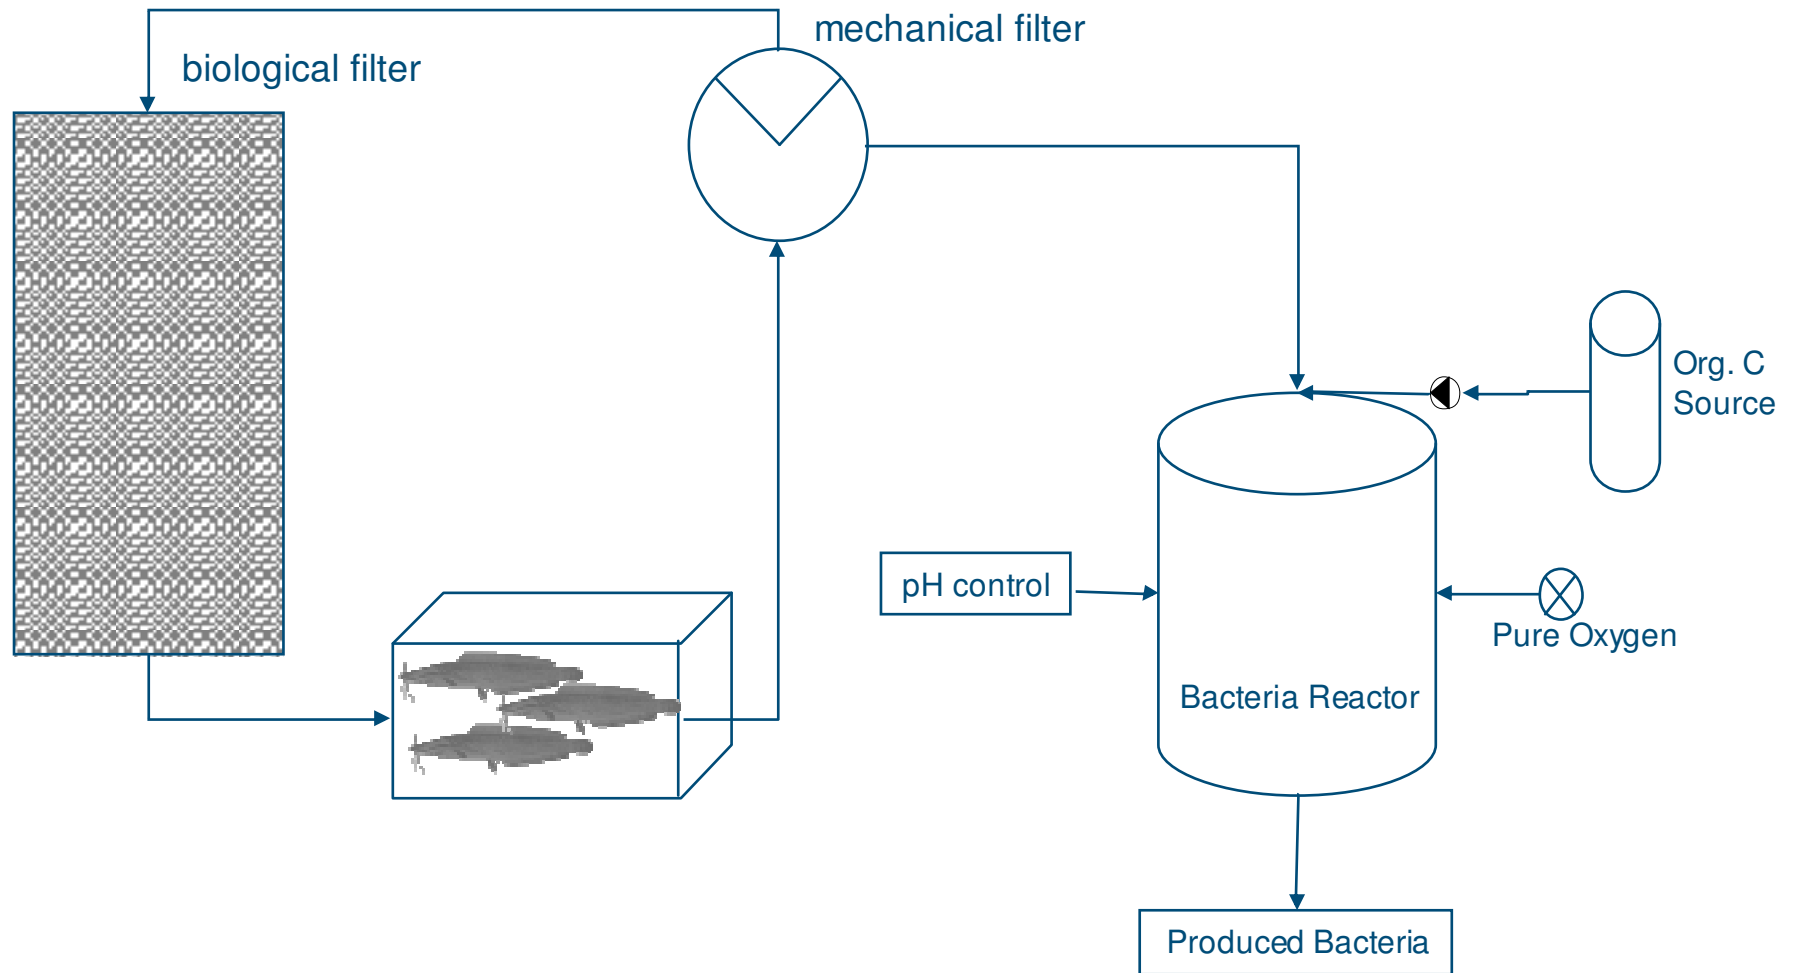 mechanical filter
biological filter
Org. C
Source
pH control
Pure Oxygen
Bacteria Reactor
Produced Bacteria